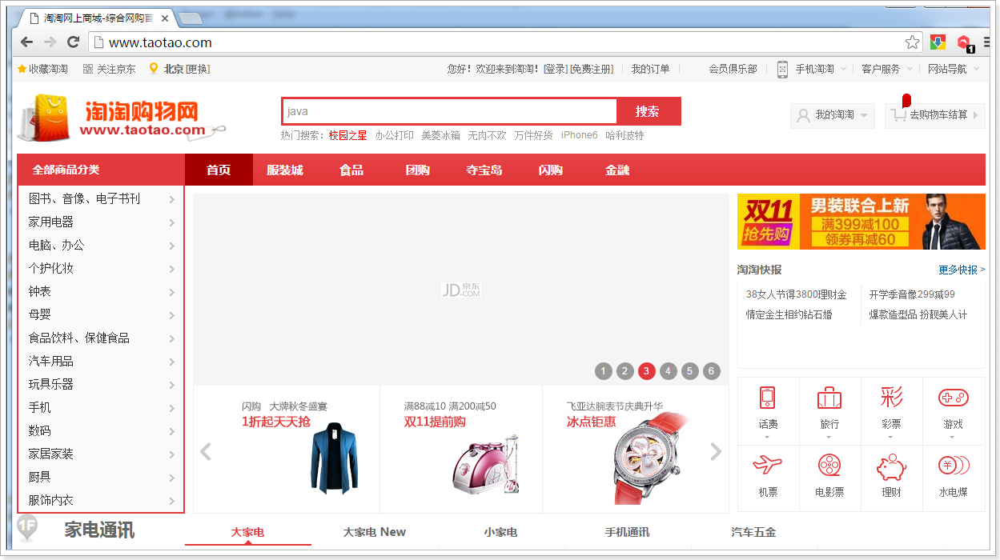 淘淘网上商城-综合网购首
www.taotao.com
收藏淘淘 关注京东 北京 [更换] 您好！欢迎来到淘淘！[登录] [免费注册] 我的订单 会员俱乐部 手机淘淘 客户服务 网站导航
淘淘购物网
www.taotao.com
java 搜索
我的淘淘 去购物车结算
热门搜索： 校园之星 办公打印 美菱冰箱 无肉不欢 万件好货 iPhone6 哈利波特
全部商品分类 首页 服装城 食品 团购 夺宝岛 闪购 金融
图书、音像、电子书刊
家用电器
电脑、办公
个护化妆
钟表
母婴
食品饮料、保健食品
汽车用品
玩具乐器
手机
数码
家居家装
厨具
服饰内衣
JD 京东
.COM
1 2 3 4 5 6
双11
抢先购
男装联合上新
满399减100
领券再减60
淘淘快报 更多快报 >
38女人节得3800理财金 开学季音像299减99
情定金生相约钻石婚 爆款造型品 扮靓美人计
闪购 大牌秋冬盛宴
1折起天天抢
满88减10 满200减50
双11提前购
飞亚达腕表节庆典升华
冰点钜惠
彩
话费 旅行 彩票 游戏
¥
机票 电影票 理财 水电煤
1F 家电通讯 大家电 大家电 New 小家电 手机通讯 汽车五金
1